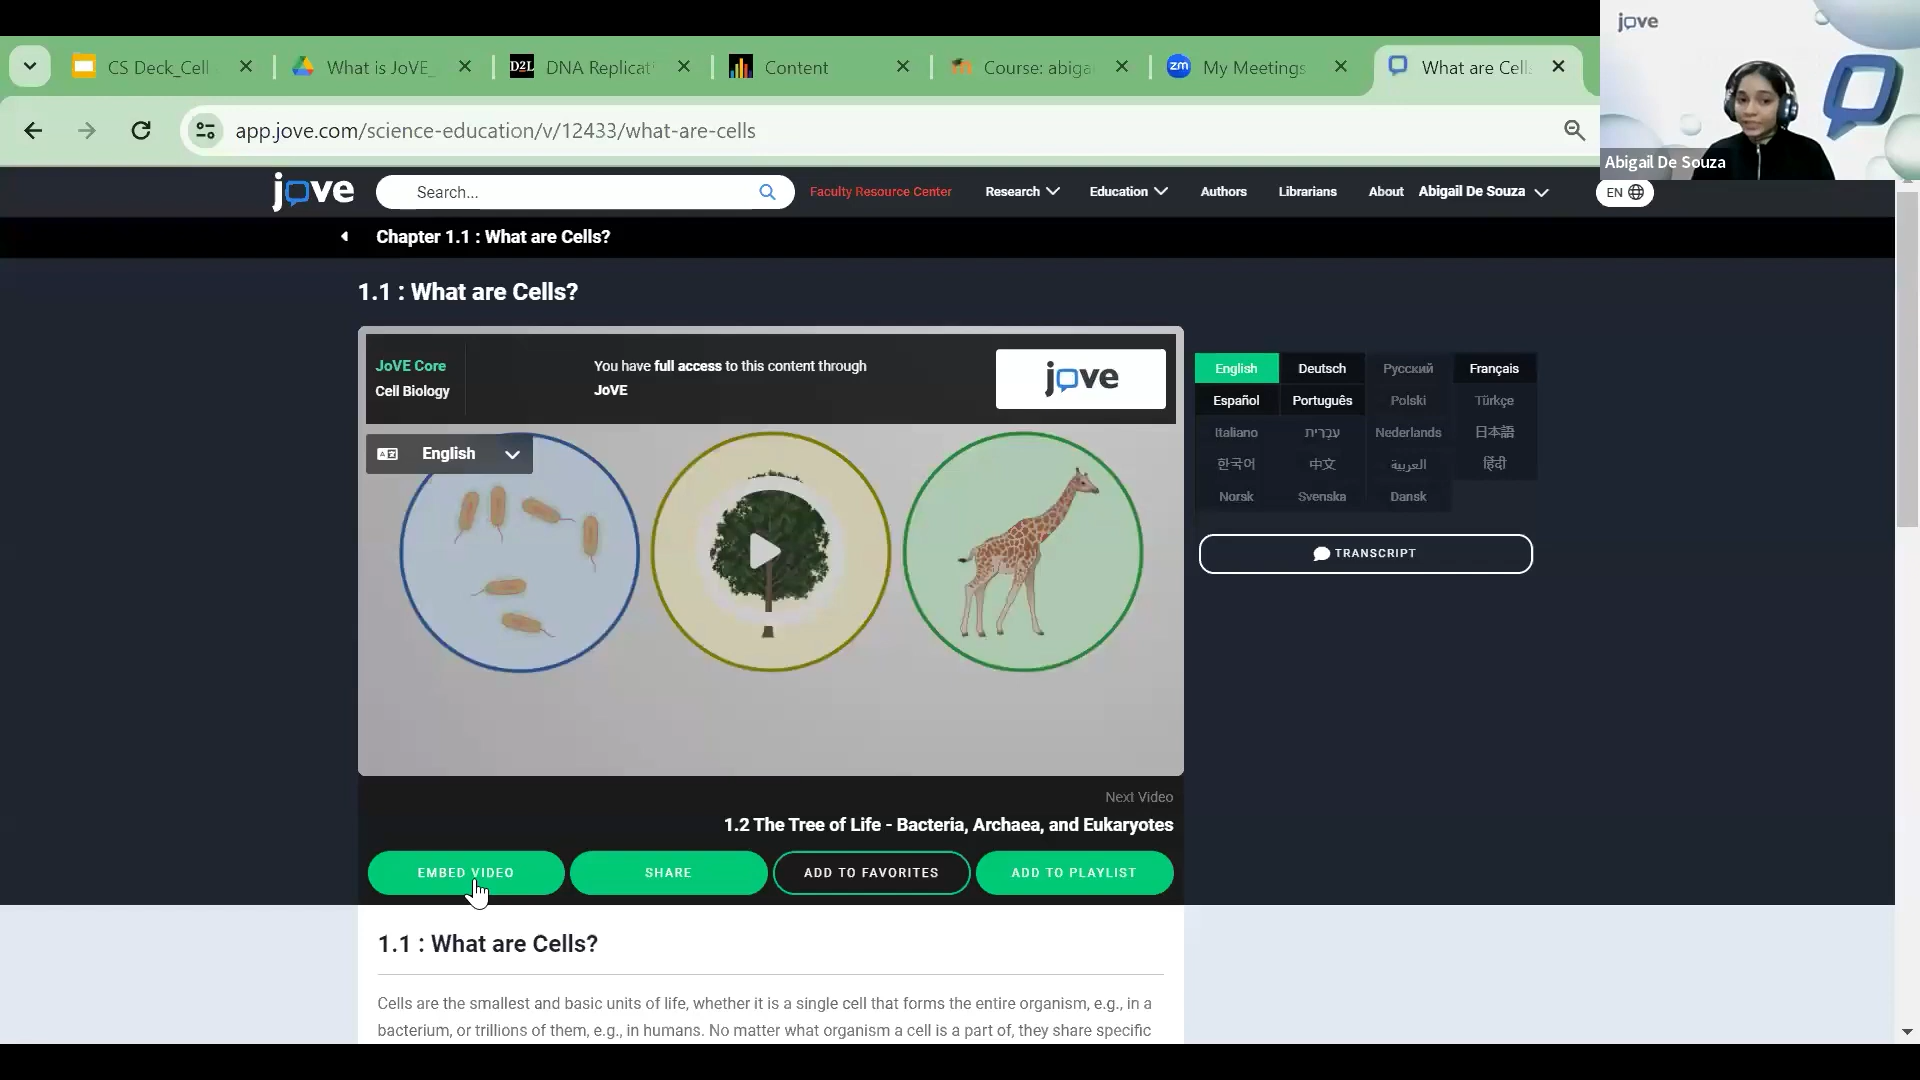 jove
CS Deck_Cell
What is JoVE_
D2L
DNA Replicat
Content
Course: abiga
zm
My Meetings
What are Cell
app.jove.com/science-education/v/12433/what-are-cells
Abigail De Souza
jove
Search...
Faculty Resource Center
Research
Education
Authors
Librarians
About
Abigail De Souza
EN
Chapter 1.1 : What are Cells?
1.1 : What are Cells?
JoVE Core
Cell Biology
You have full access to this content through
JoVE
jove
English
English Deutsch Русский Français
Español Português Polski Türkçe
Italiano עִבְרִית Nederlands 日本語
한국어 中文 العربية हिंदी
Norsk Svenska Dansk
TRANSCRIPT
Next Video
1.2 The Tree of Life - Bacteria, Archaea, and Eukaryotes
EMBED VIDEO
SHARE
ADD TO FAVORITES
ADD TO PLAYLIST
1.1 : What are Cells?
Cells are the smallest and basic units of life, whether it is a single cell that forms the entire organism, e.g., in a
bacterium, or trillions of them, e.g., in humans. No matter what organism a cell is a part of, they share specific